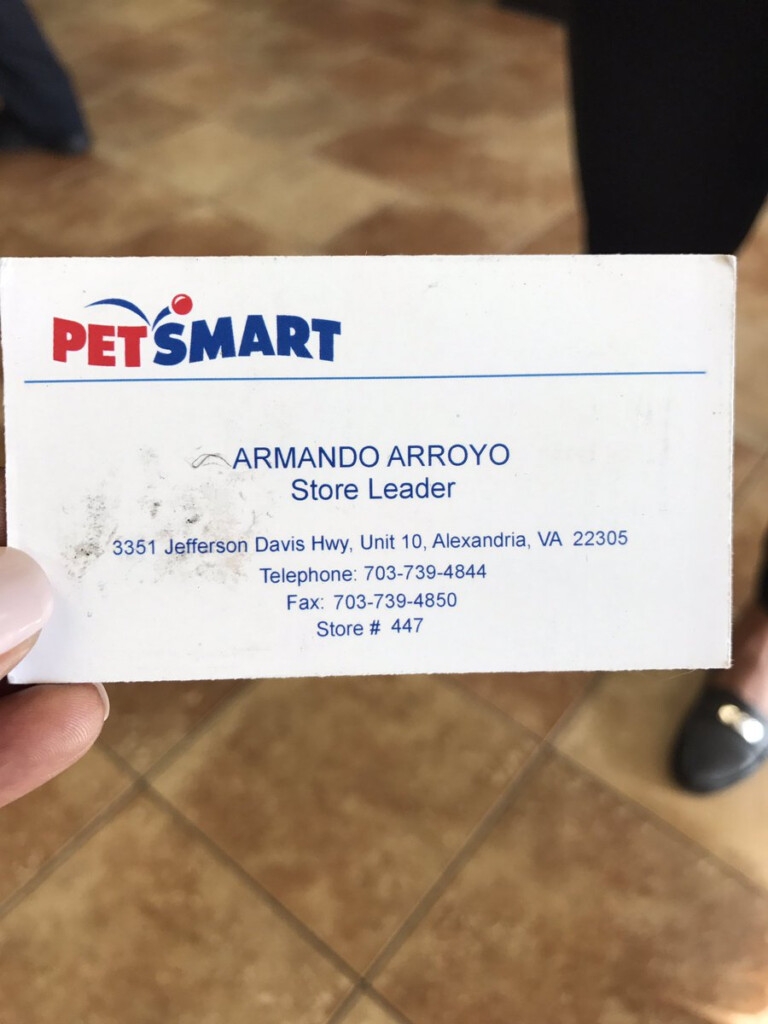 PETSMART
ARMANDO ARROYO
Store Leader
3351 Jefferson Davis Hwy, Unit 10, Alexandria, VA 22305
Telephone: 703-739-4844
Fax: 703-739-4850
Store # 447